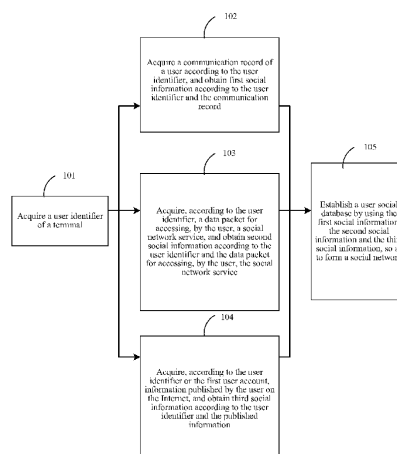 102
Acquire a communication record of
a user according to the user
identifier, and obtain first social
information according to the user
identifier and the communication
record
103
Acquire, according to the user
identifier, a data packet for
accessing, by the user, a social
network service, and obtain second
social information according to the
user identifier and the data packet
for accessing, by the user, the social
network service
101
Acquire a user identifier
of a terminal
105
Establish a user social
database by using the
first social information
the second social
information and the thi
social information, so a
to form a social networ
104
Acquire, according to the user
identifier or the first user account,
information published by the user on
the Internet, and obtain third social
information according to the user
identifier and the published
information